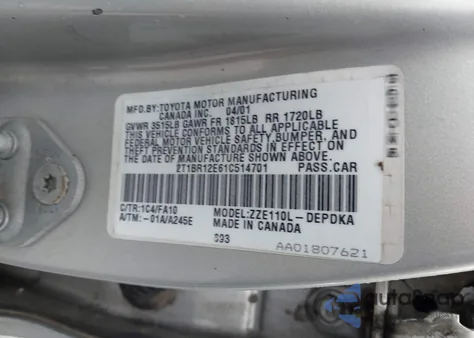 MFD.BY:TOYOTA MOTOR MANUFACTURING
CANADA INC. 04/01
GVWR 3515LB GAWR FR 1815LB RR 1720LB
THIS VEHICLE CONFORMS TO ALL APPLICABLE
FEDERAL MOTOR VEHICLE SAFETY,BUMPER, AND
THEFT PREVENTION STANDARDS IN EFFECT ON THE
DATE OF MANUFACTURE SHOWN ABOVE.
2T1BR12E61C514701 PASS.CAR
C/TR:1C4/FA10 MODEL:ZZE110L-DEPDKA
A/TM:-01A/A245E MADE IN CANADA
393
AA01807621
AutoSnap